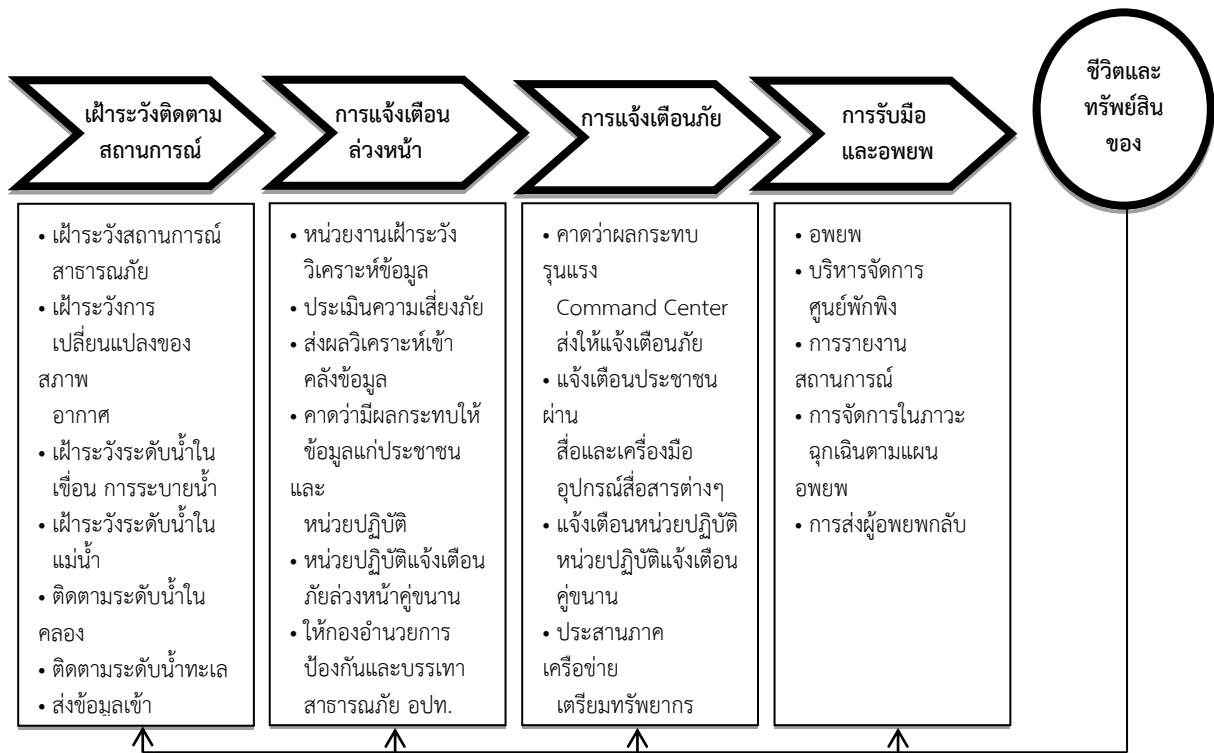 เฝ้าระวังติดตาม
สถานการณ์
การแจ้งเตือน
ล่วงหน้า
การแจ้งเตือนภัย
การรับมือ
และอพยพ
ชีวิตและ
ทรัพย์สิน
ของ
• เฝ้าระวังสถานการณ์
สาธารณภัย
• เฝ้าระวังการ
เปลี่ยนแปลงของ
สภาพ
อากาศ
• เฝ้าระวังระดับน้ำใน
เขื่อน การระบายน้ำ
• เฝ้าระวังระดับน้ำใน
แม่น้ำ
• ติดตามระดับน้ำใน
คลอง
• ติดตามระดับน้ำทะเล
• ส่งข้อมูลเข้า
• หน่วยงานเฝ้าระวัง
วิเคราะห์ข้อมูล
• ประเมินความเสี่ยงภัย
• ส่งผลวิเคราะห์เข้า
คลังข้อมูล
• คาดว่ามีผลกระทบให้
ข้อมูลแก่ประชาชน
และ
หน่วยปฏิบัติ
• หน่วยปฏิบัติแจ้งเตือน
ภัยล่วงหน้าคู่ขนาน
• ให้กองอำนวยการ
ป้องกันและบรรเทา
สาธารณภัย อปท.
• คาดว่าผลกระทบ
รุนแรง
Command Center
ส่งให้แจ้งเตือนภัย
• แจ้งเตือนประชาชน
ผ่าน
สื่อและเครื่องมือ
อุปกรณ์สื่อสารต่างๆ
• แจ้งเตือนหน่วยปฏิบัติ
หน่วยปฏิบัติแจ้งเตือน
คู่ขนาน
• ประสานภาค
เครือข่าย
เตรียมทรัพยากร
• อพยพ
• บริหารจัดการ
ศูนย์พักพิง
• การรายงาน
สถานการณ์
• การจัดการในภาวะ
ฉุกเฉินตามแผน
อพยพ
• การส่งผู้อพยพกลับ